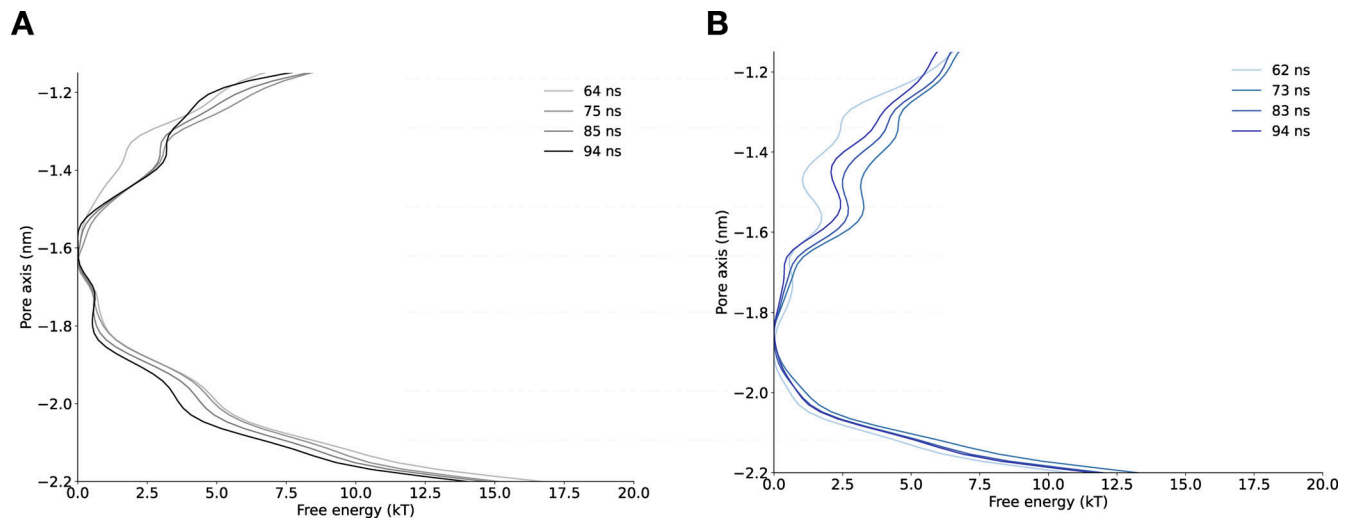 A
−1.2
−1.4
−1.6
−1.8
−2.0
−2.2
Pore axis (nm)
64 ns
75 ns
85 ns
94 ns
0.0 2.5 5.0 7.5 10.0 12.5 15.0 17.5 20.0
Free energy (kT)
B
−1.2
−1.4
−1.6
−1.8
−2.0
−2.2
Pore axis (nm)
62 ns
73 ns
83 ns
94 ns
0.0 2.5 5.0 7.5 10.0 12.5 15.0 17.5 20.0
Free energy (kT)